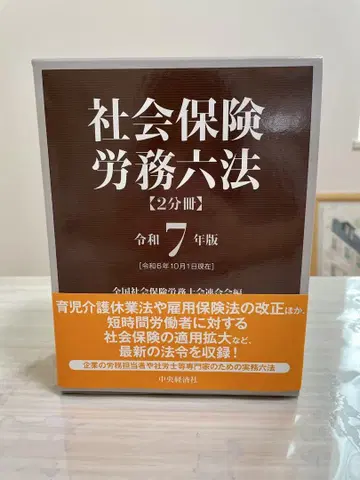 社会保険
労務六法
【2分冊】
令和7年版
[令和6年10月1日現在]
全国社会保険労務士会連合会編
育児介護休業法や雇用保険法の改正ほか、
短時間労働者に対する
社会保険の適用拡大など、
最新の法令を収録！
企業の労務担当者や社労士等専門家のための実務六法
中央経済社